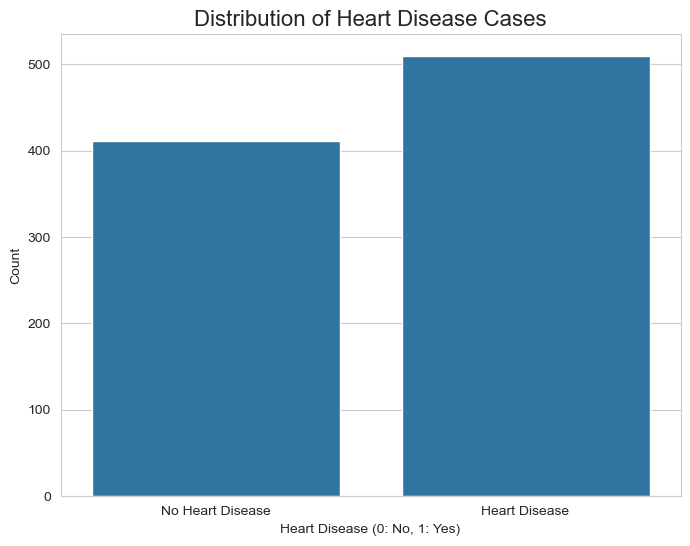 Distribution of Heart Disease Cases
500
400
300
200
100
0
Count
No Heart Disease
Heart Disease
Heart Disease (0: No, 1: Yes)